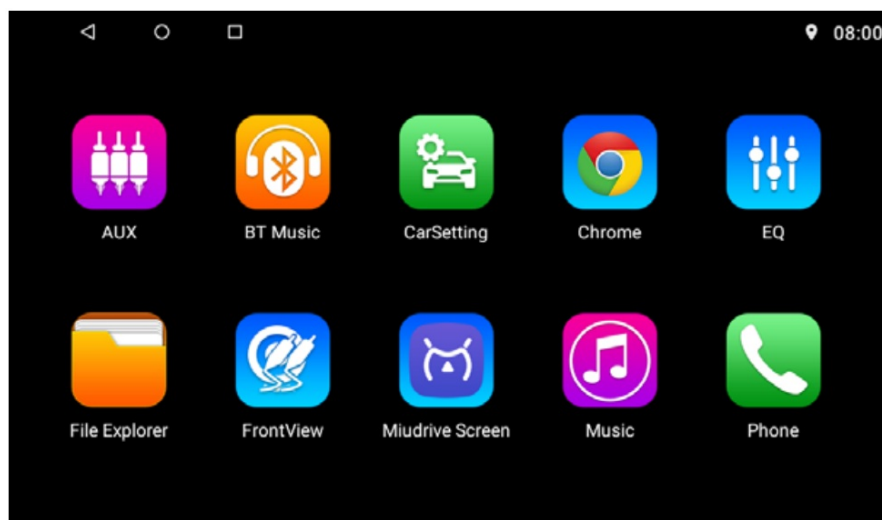 08:00
AUX BT Music CarSetting Chrome EQ
File Explorer FrontView Miudrive Screen Music Phone